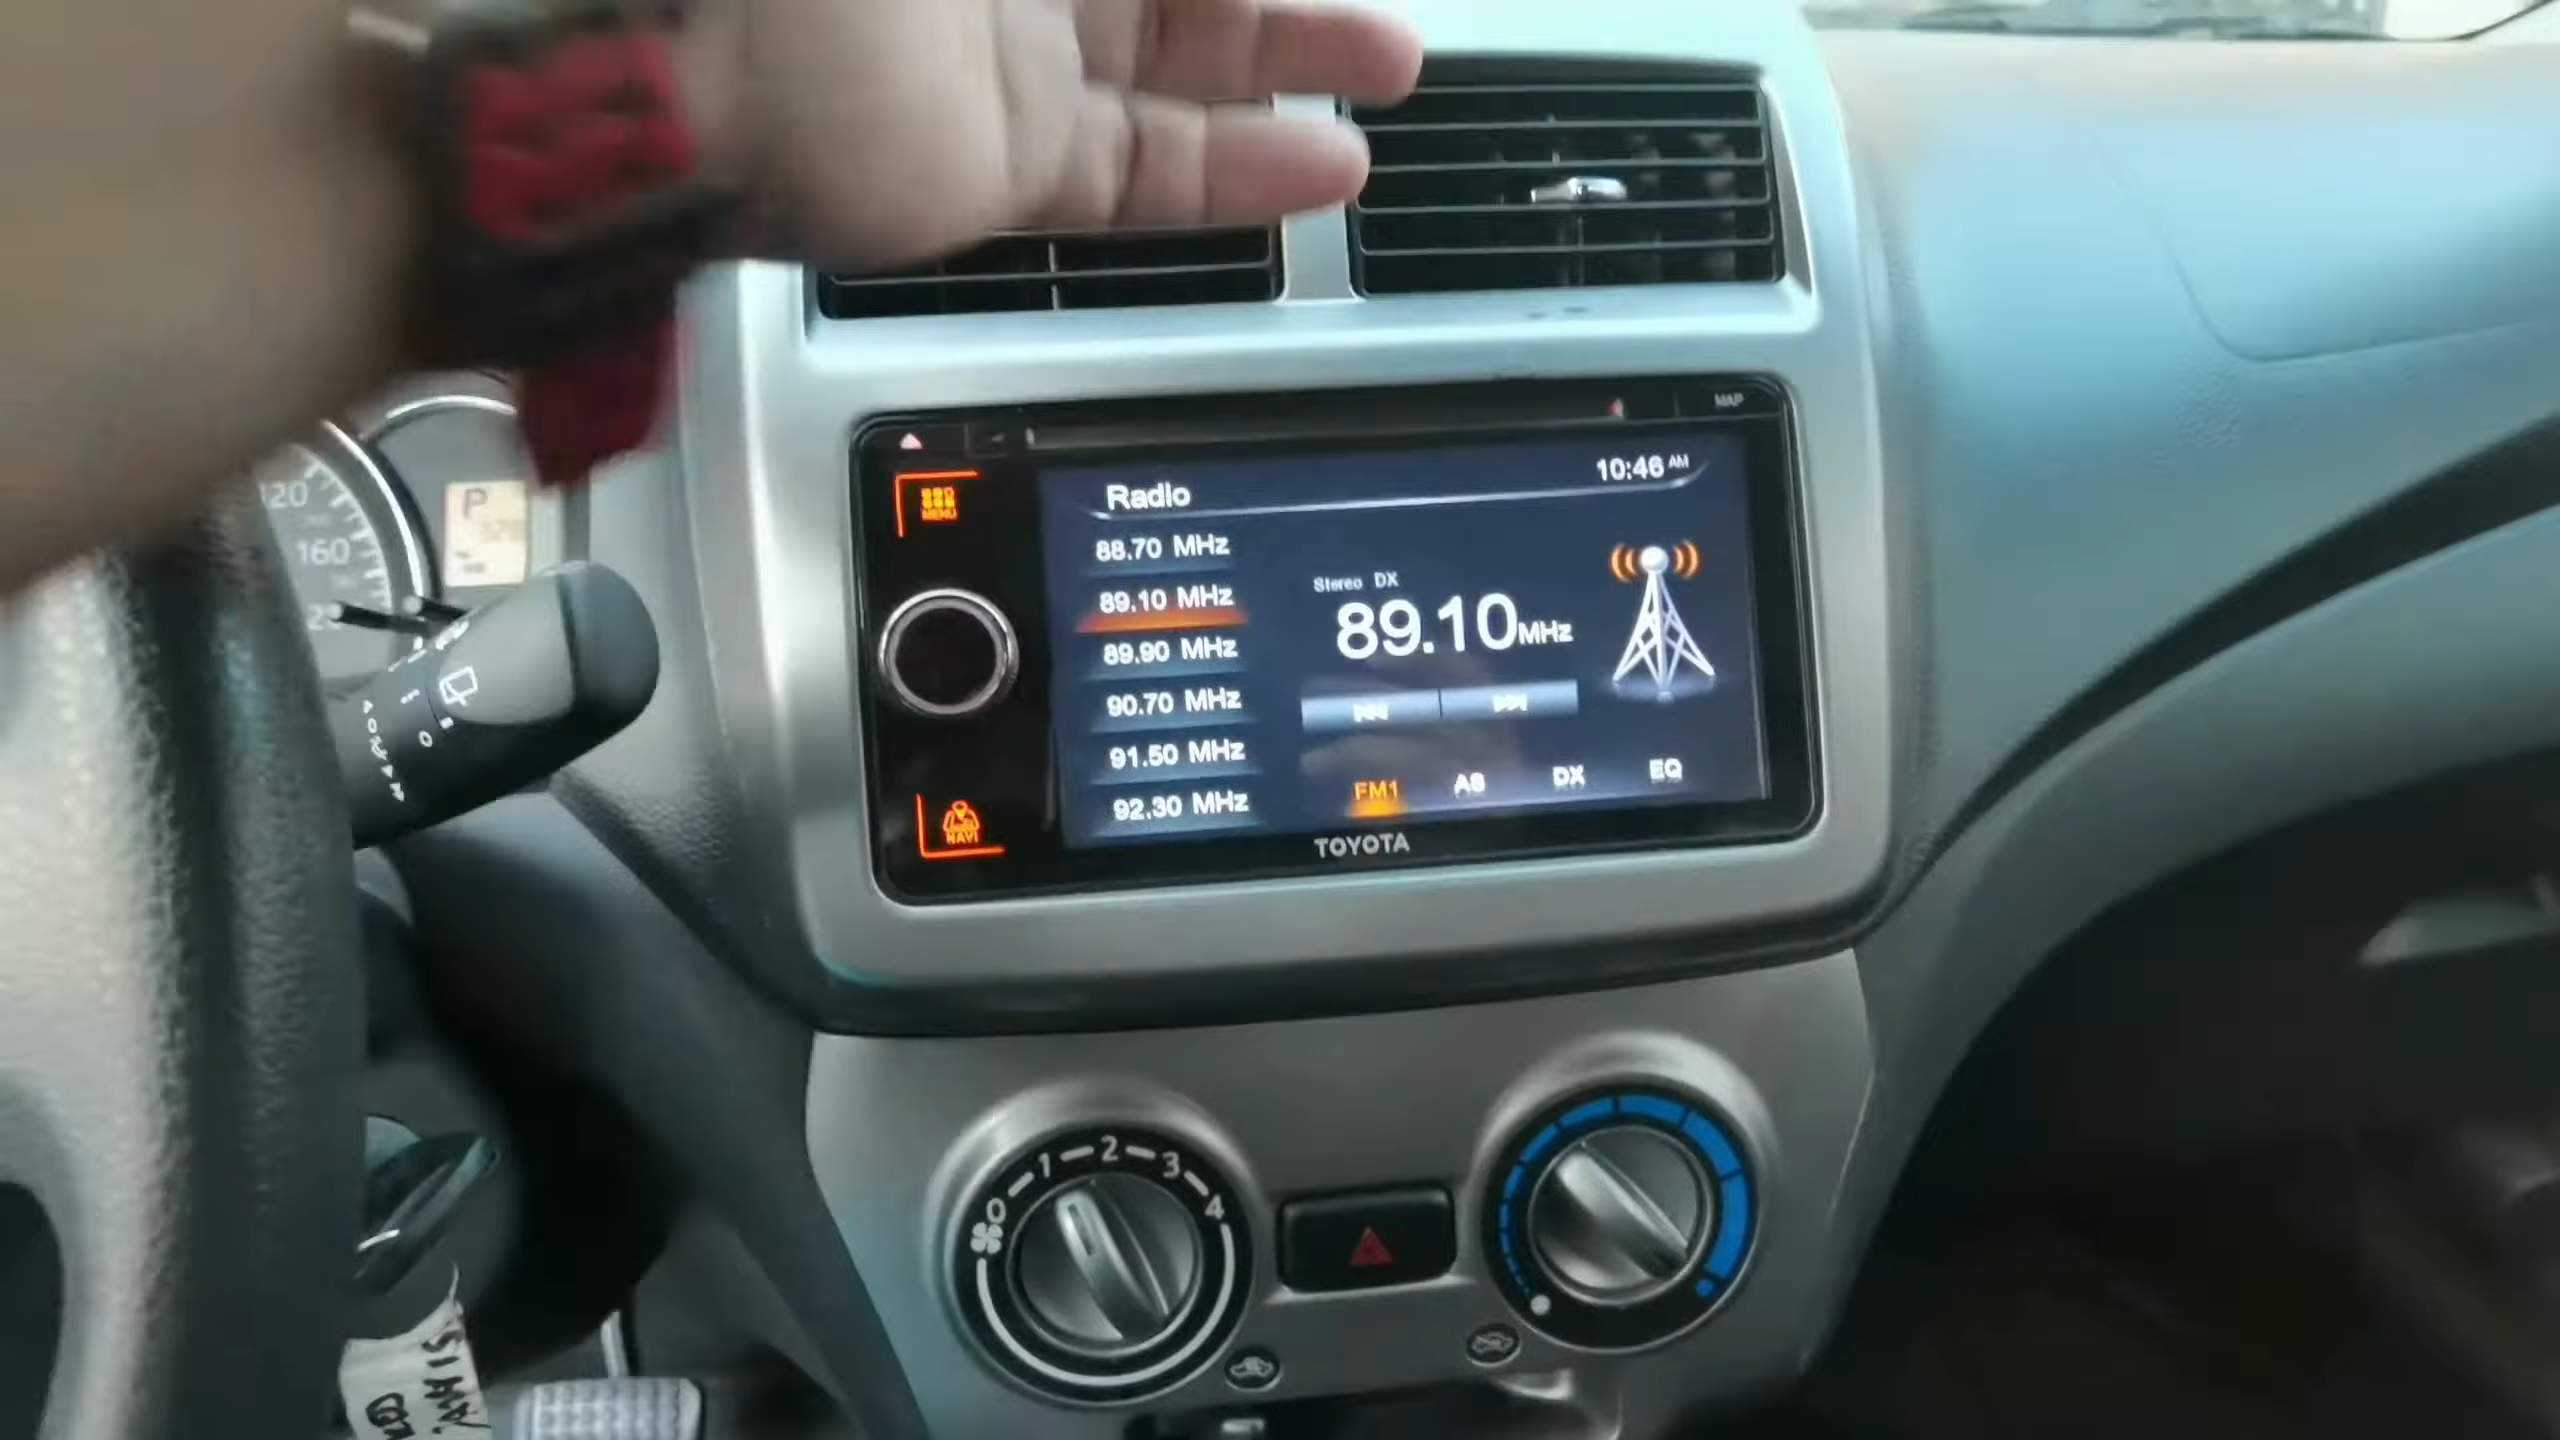 MAP
MENU
Radio
10:46 AM
88.70 MHz
89.10 MHz
89.90 MHz
90.70 MHz
91.50 MHz
92.30 MHz
Stereo DX
89.10 MHz
FM1 AS DX EQ
NAVI
TOYOTA
120
160
P
0 1 2 3 4